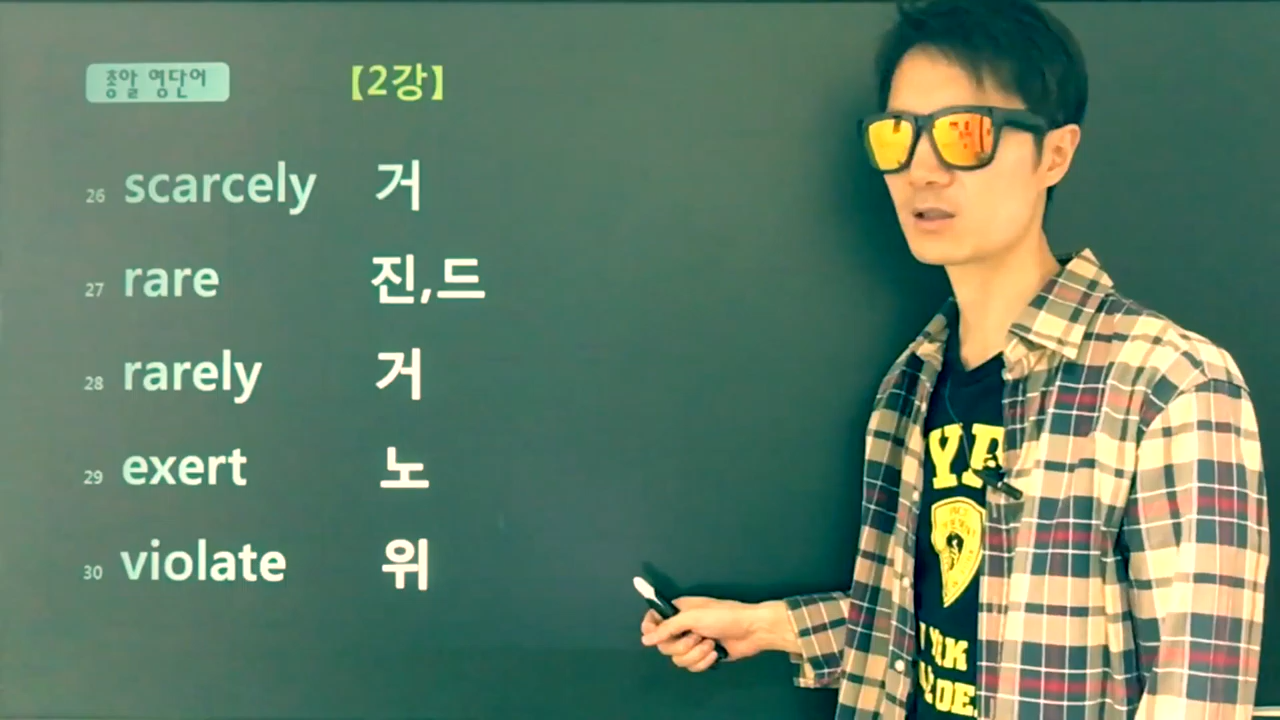 총알 영단어 【2강】
26 scarcely 거
27 rare 진,드
28 rarely 거
29 exert 노
30 violate 위